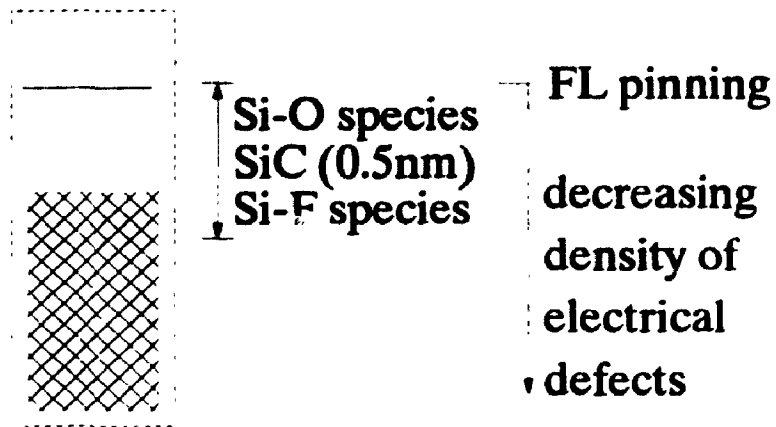 Si-O species
SiC (0.5nm)
Si-F species
FL pinning
decreasing
density of
electrical
defects